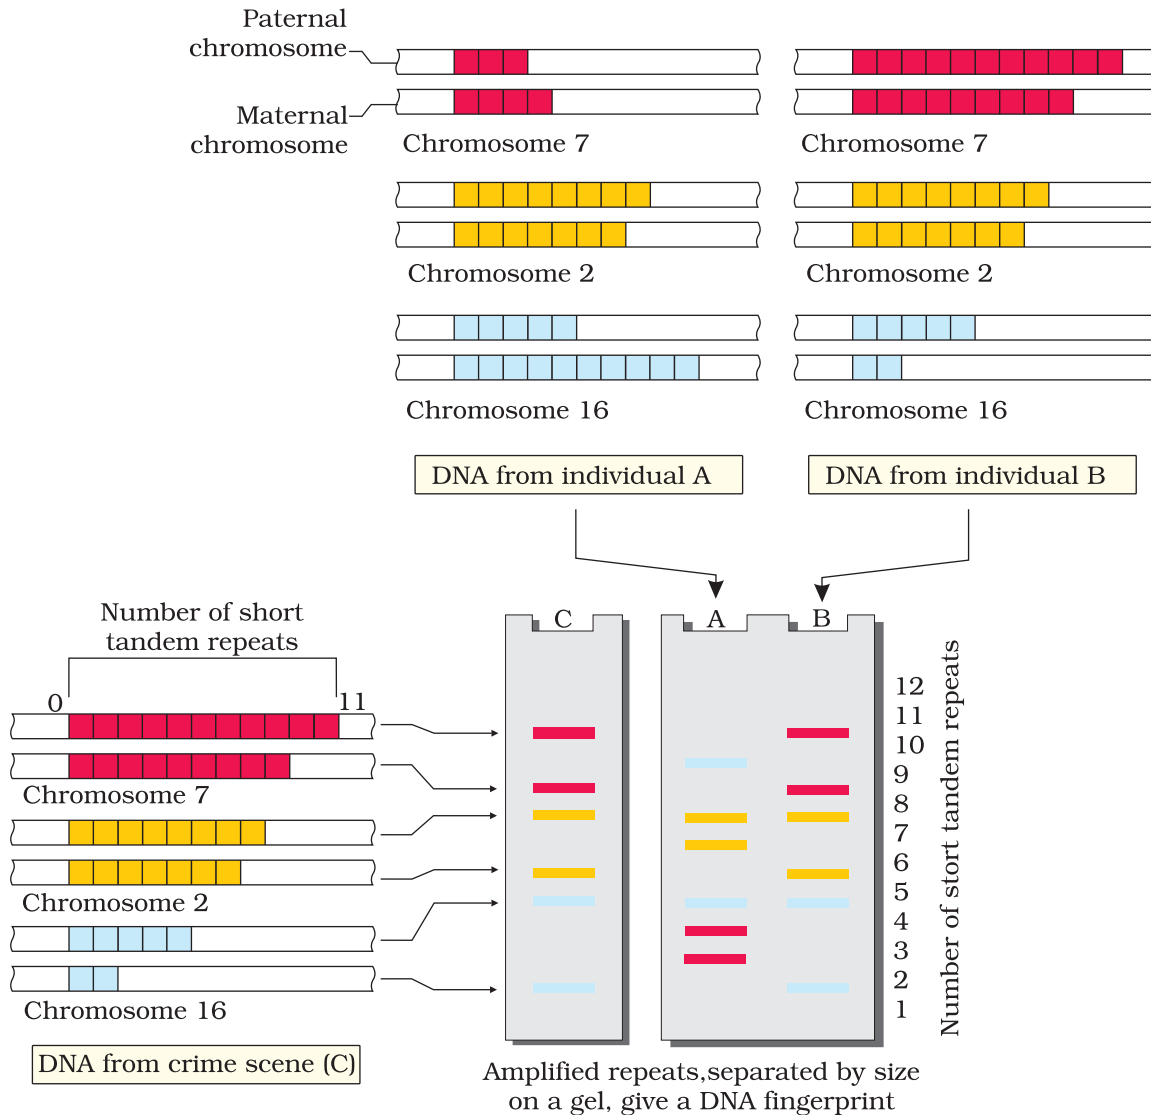 Paternal
chromosome
Maternal
chromosome
Chromosome 7
Chromosome 7
Chromosome 2
Chromosome 2
Chromosome 16
Chromosome 16
DNA from individual A
DNA from individual B
Number of short
tandem repeats
0
11
Chromosome 7
Chromosome 2
Chromosome 16
DNA from crime scene (C)
C
A
B
12
11
10
9
8
7
6
5
4
3
2
1
Number of stort tandem repeats
Amplified repeats,separated by size
on a gel, give a DNA fingerprint